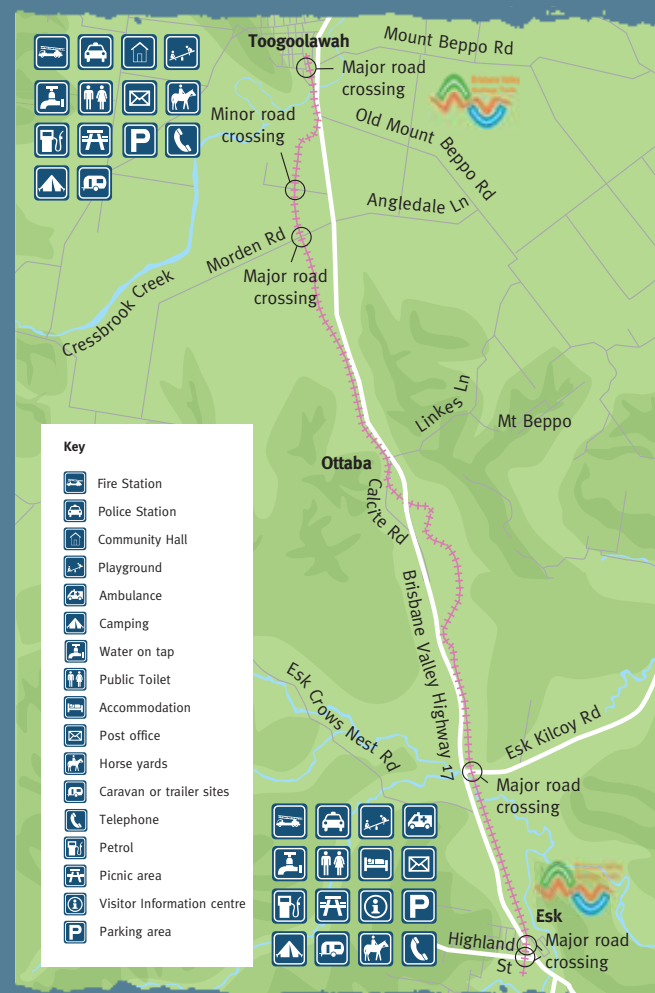 Toogoolawah
Mount Beppo Rd
Major road
crossing
Minor road
crossing
Old Mount Beppo Rd
Angledale Ln
Morden Rd
Major road
crossing
Cressbrook Creek
Linkes Ln
Mt Beppo
Ottaba
Calcite Rd
Brisbane Valley Highway 17
Esk Crows Nest Rd
Esk Kilcoy Rd
Major road
crossing
Esk
Highland
St
Major road
crossing
P
Key
Fire Station
Police Station
Community Hall
Playground
Ambulance
Camping
Water on tap
Public Toilet
Accommodation
Post office
Horse yards
Caravan or trailer sites
Telephone
Petrol
Picnic area
i
Visitor Information centre
P
Parking area
i
P